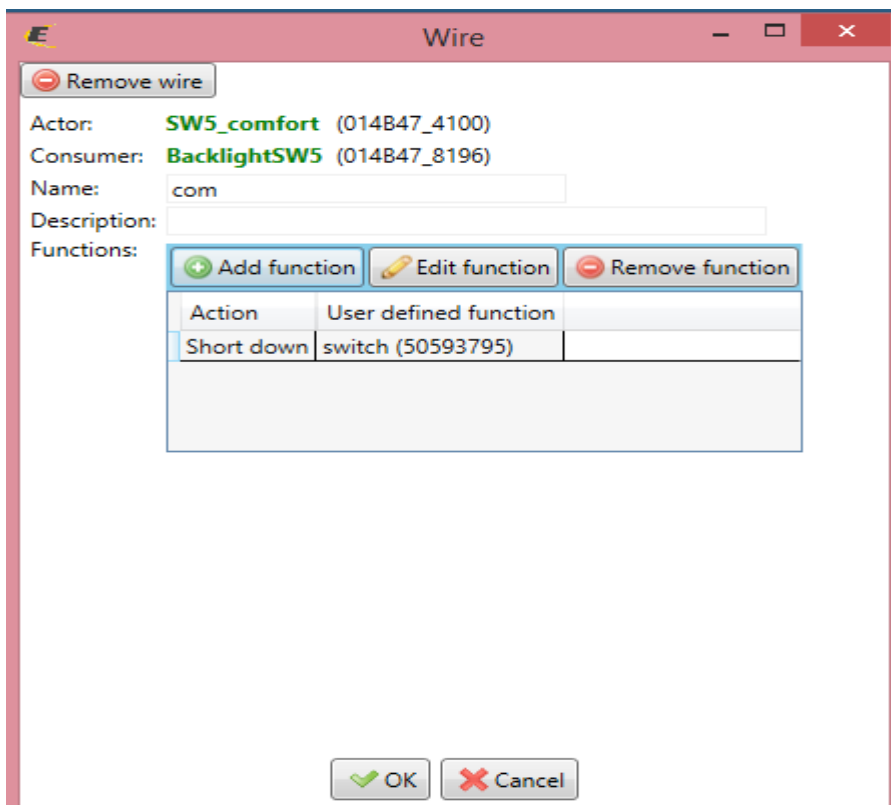 Wire
Remove wire
Actor: SW5_comfort (014B47_4100)
Consumer: BacklightSW5 (014B47_8196)
Name: com
Description:
Functions:
Add function Edit function Remove function
Action User defined function
Short down switch (50593795)
OK Cancel